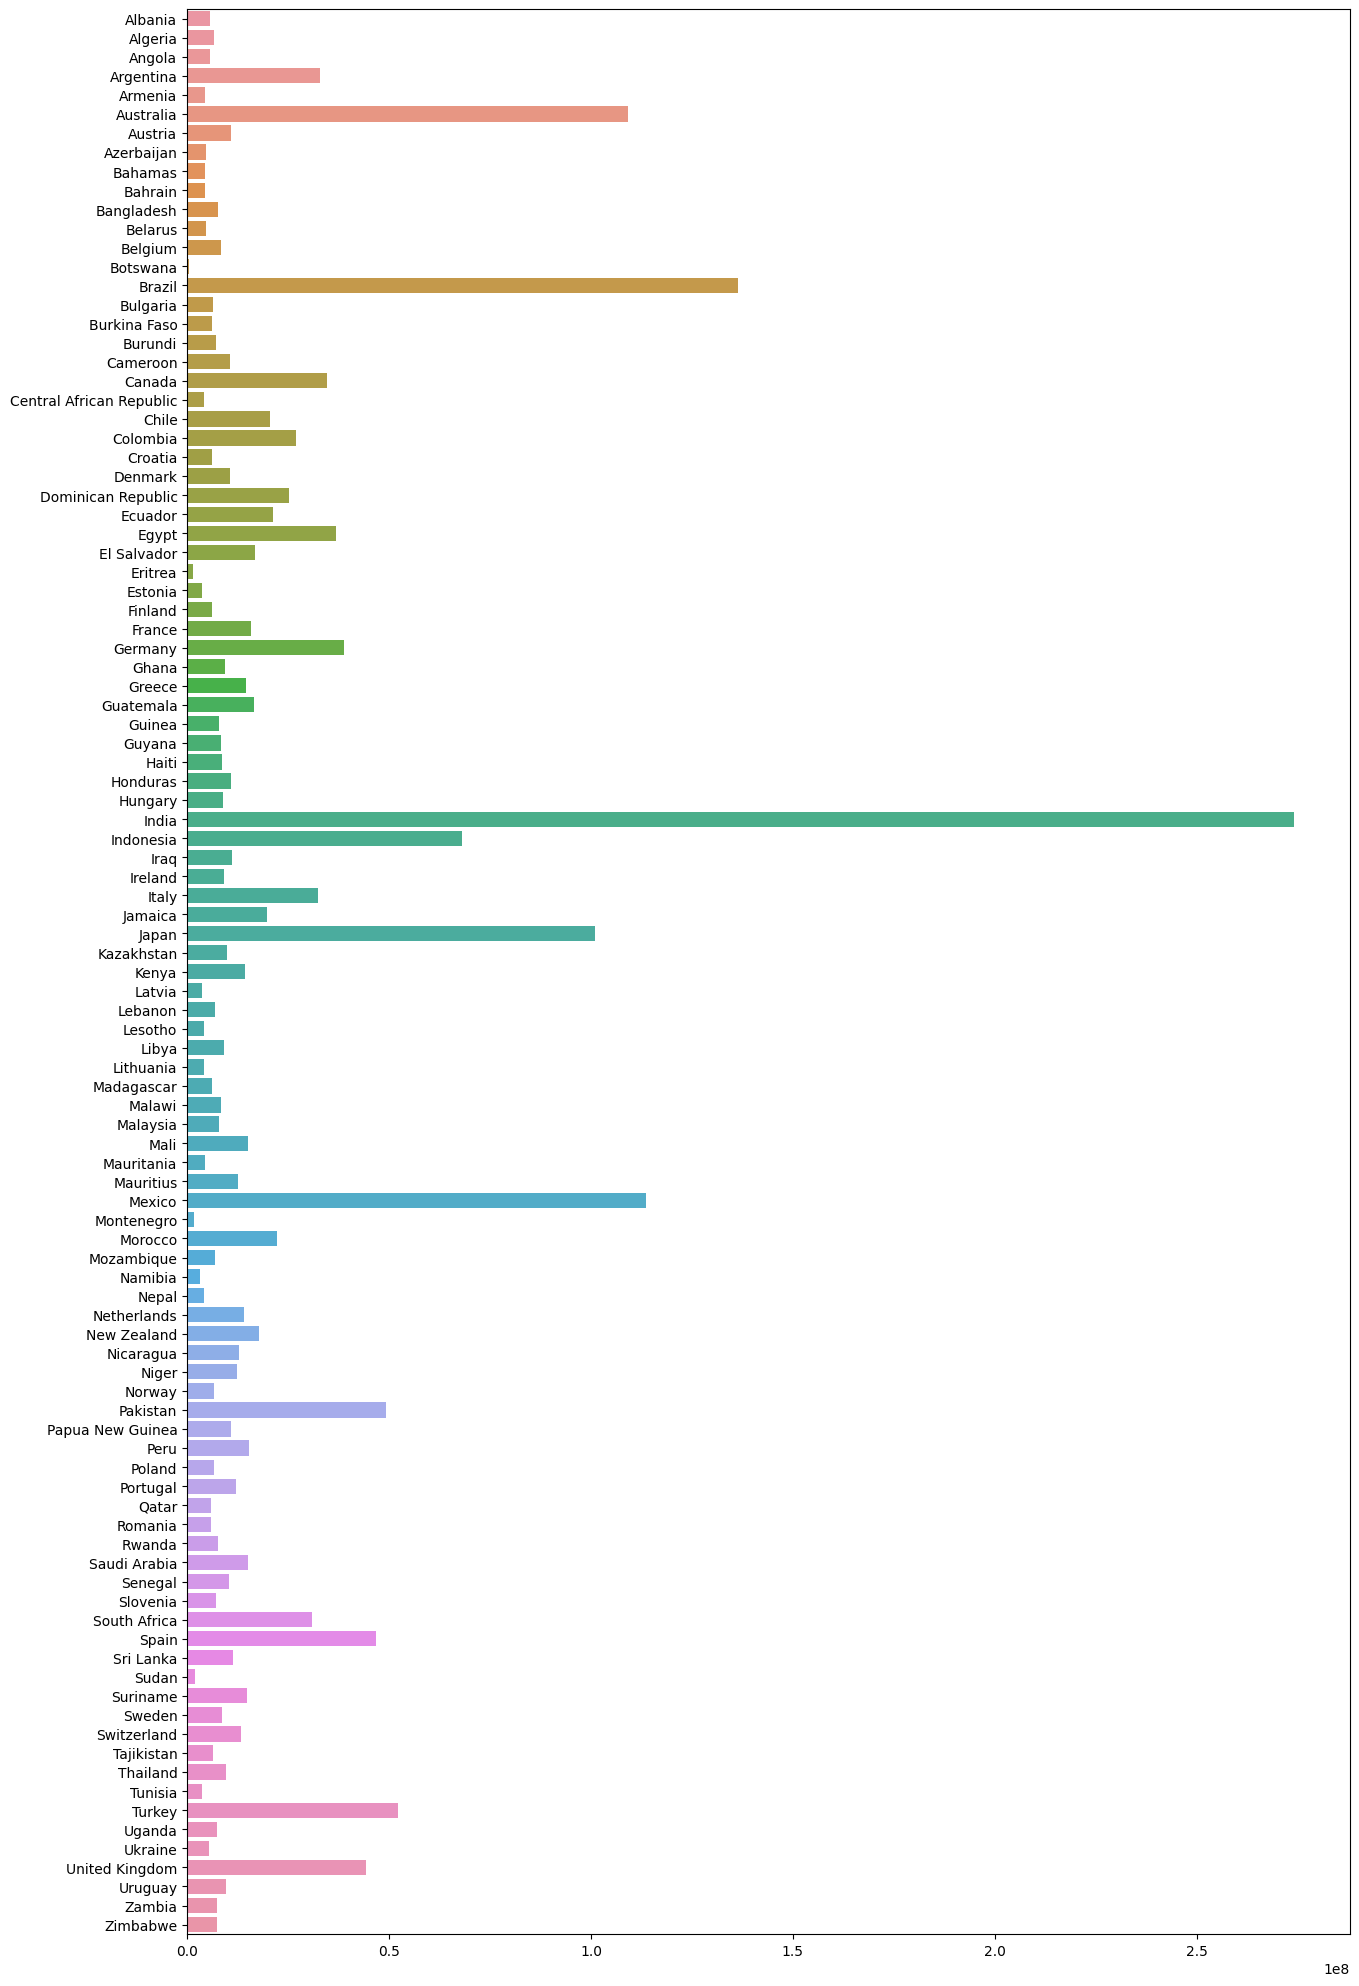 Albania
Algeria
Angola
Argentina
Armenia
Australia
Austria
Azerbaijan
Bahamas
Bahrain
Bangladesh
Belarus
Belgium
Botswana
Brazil
Bulgaria
Burkina Faso
Burundi
Cameroon
Canada
Central African Republic
Chile
Colombia
Croatia
Denmark
Dominican Republic
Ecuador
Egypt
El Salvador
Eritrea
Estonia
Finland
France
Germany
Ghana
Greece
Guatemala
Guinea
Guyana
Haiti
Honduras
Hungary
India
Indonesia
Iraq
Ireland
Italy
Jamaica
Japan
Kazakhstan
Kenya
Latvia
Lebanon
Lesotho
Libya
Lithuania
Madagascar
Malawi
Malaysia
Mali
Mauritania
Mauritius
Mexico
Montenegro
Morocco
Mozambique
Namibia
Nepal
Netherlands
New Zealand
Nicaragua
Niger
Norway
Pakistan
Papua New Guinea
Peru
Poland
Portugal
Qatar
Romania
Rwanda
Saudi Arabia
Senegal
Slovenia
South Africa
Spain
Sri Lanka
Sudan
Suriname
Sweden
Switzerland
Tajikistan
Thailand
Tunisia
Turkey
Uganda
Ukraine
United Kingdom
Uruguay
Zambia
Zimbabwe
0.0 0.5 1.0 1.5 2.0 2.5
1e8